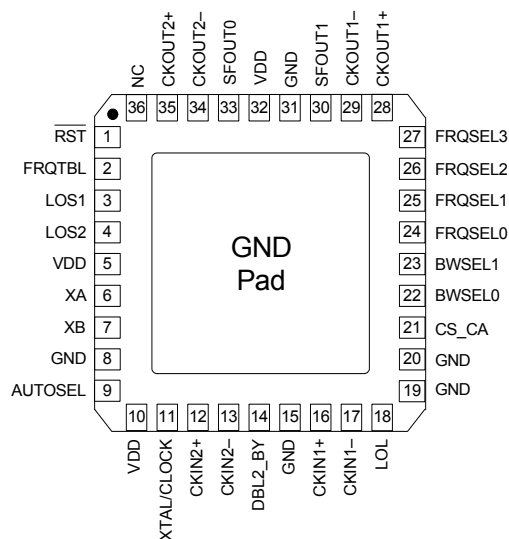 CKOUT2+
CKOUT2–
SFOUT0
SFOUT1
CKOUT1–
CKOUT1+
NC
VDD
GND
36 35 34 33 32 31 30 29 28
RST 1
FRQTBL 2
LOS1 3
LOS2 4
VDD 5
XA 6
XB 7
GND 8
AUTOSEL 9
GND
Pad
27 FRQSEL3
26 FRQSEL2
25 FRQSEL1
24 FRQSEL0
23 BWSEL1
22 BWSEL0
21 CS_CA
20 GND
19 GND
10 11 12 13 14 15 16 17 18
VDD
XTAL/CLOCK
CKIN2+
CKIN2–
DBL2_BY
GND
CKIN1+
CKIN1–
LOL